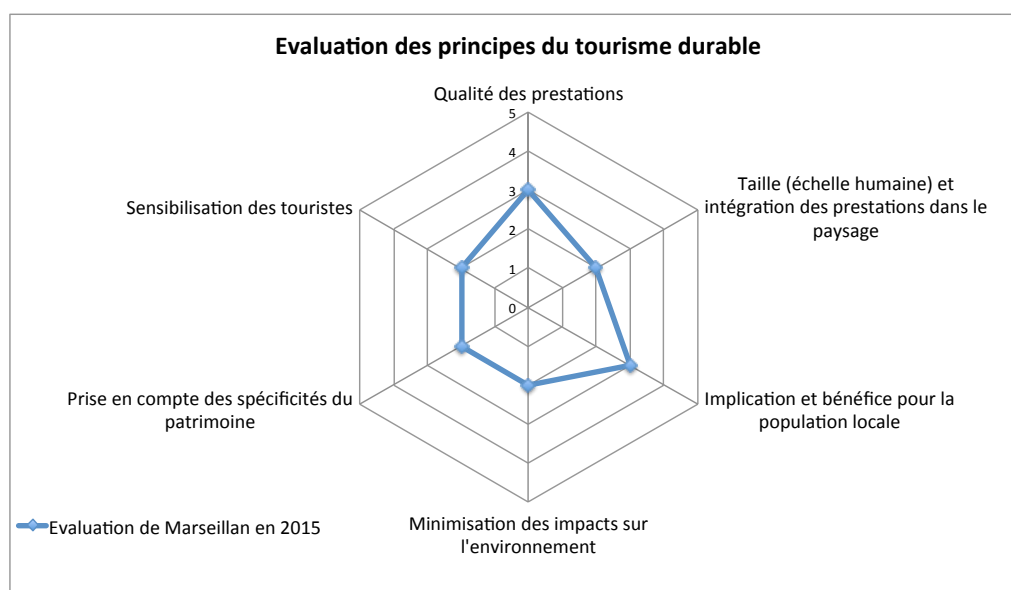 Evaluation des principes du tourisme durable
Qualité des prestations
5
4
3
2
1
0
Taille (échelle humaine) et
intégration des prestations dans le
paysage
Implication et bénéfice pour la
population locale
Minimisation des impacts sur
l'environnement
Prise en compte des spécificités du
patrimoine
Sensibilisation des touristes
Evaluation de Marseillan en 2015